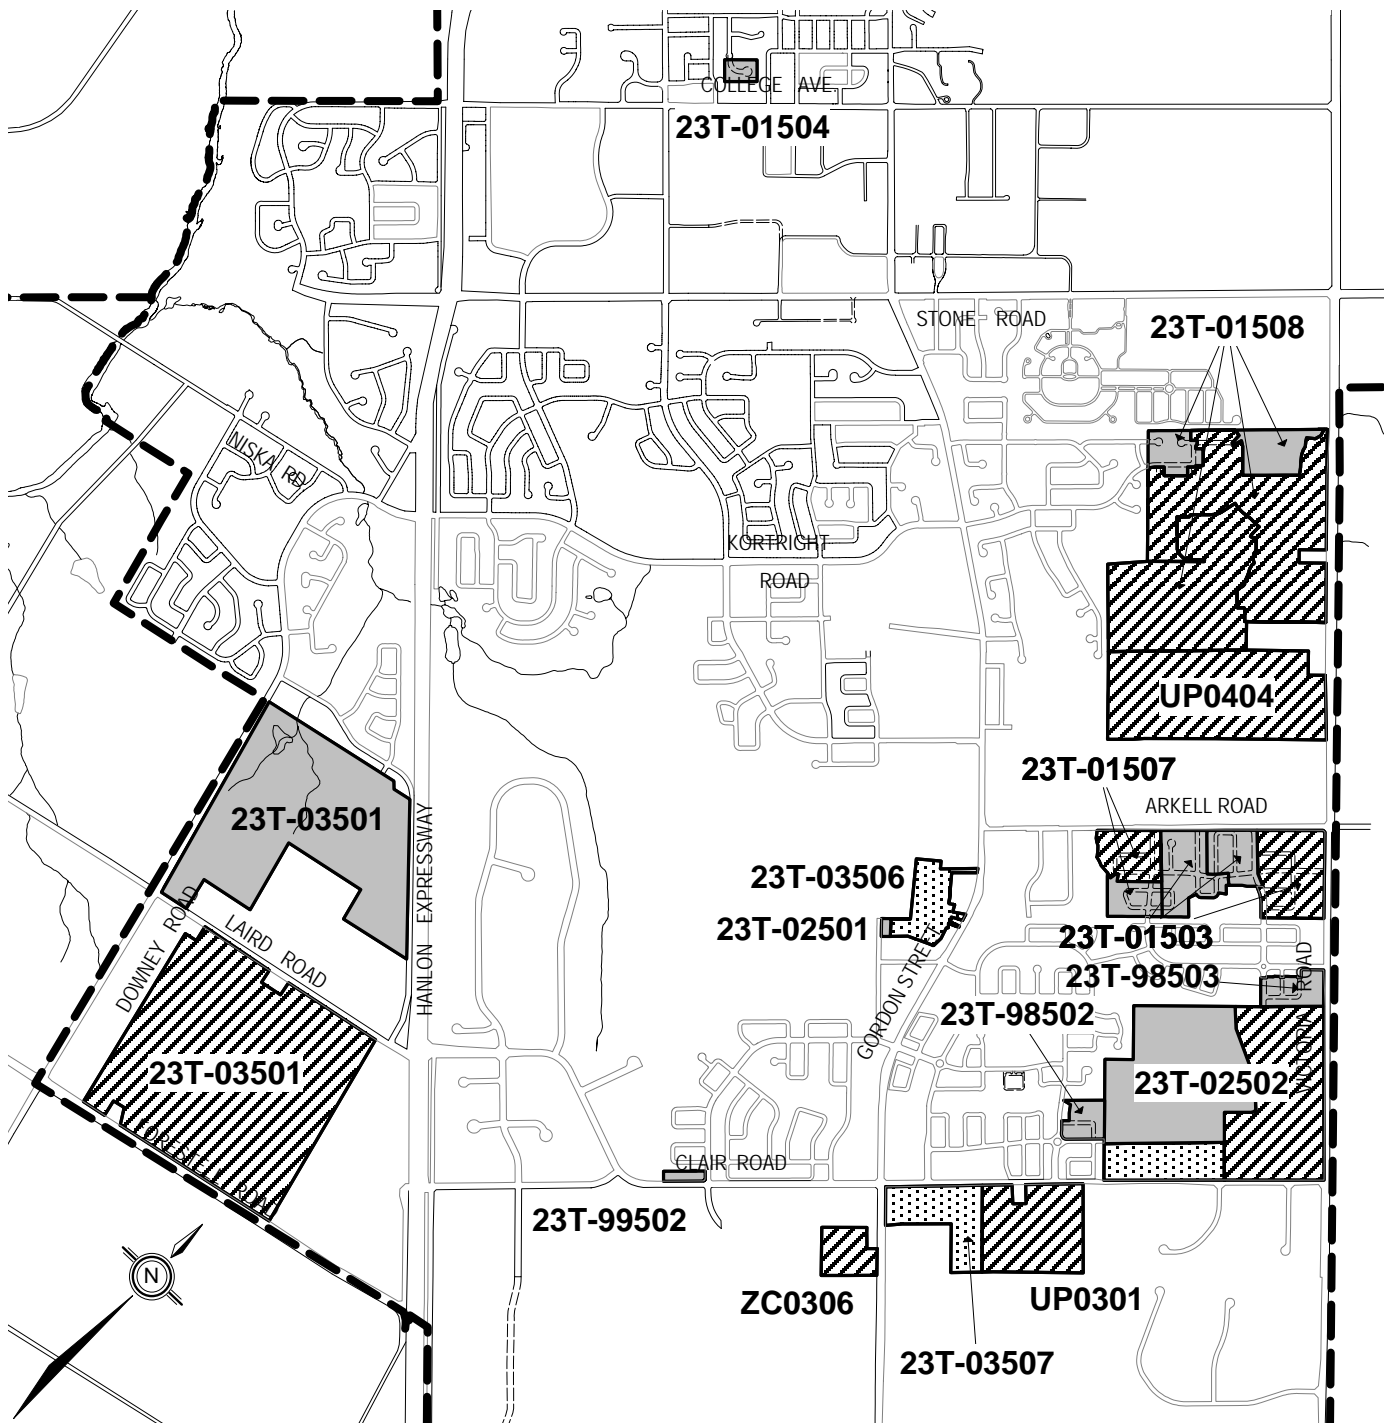 COLLEGE AVE.
23T-01504
STONE ROAD
23T-01508
NISKA RD
KORTRIGHT
ROAD
UP0404
23T-01507
ARKELL ROAD
23T-03501
HANLON EXPRESSWAY
23T-03506
23T-02501
DOWNEY ROAD
LAIRD ROAD
GORDON STREET
23T-01503
23T-98503
VICTORIA ROAD
23T-98502
23T-03501
23T-02502
FORESTELL ROAD
CLAIR ROAD
23T-99502
N
ZC0306
UP0301
23T-03507